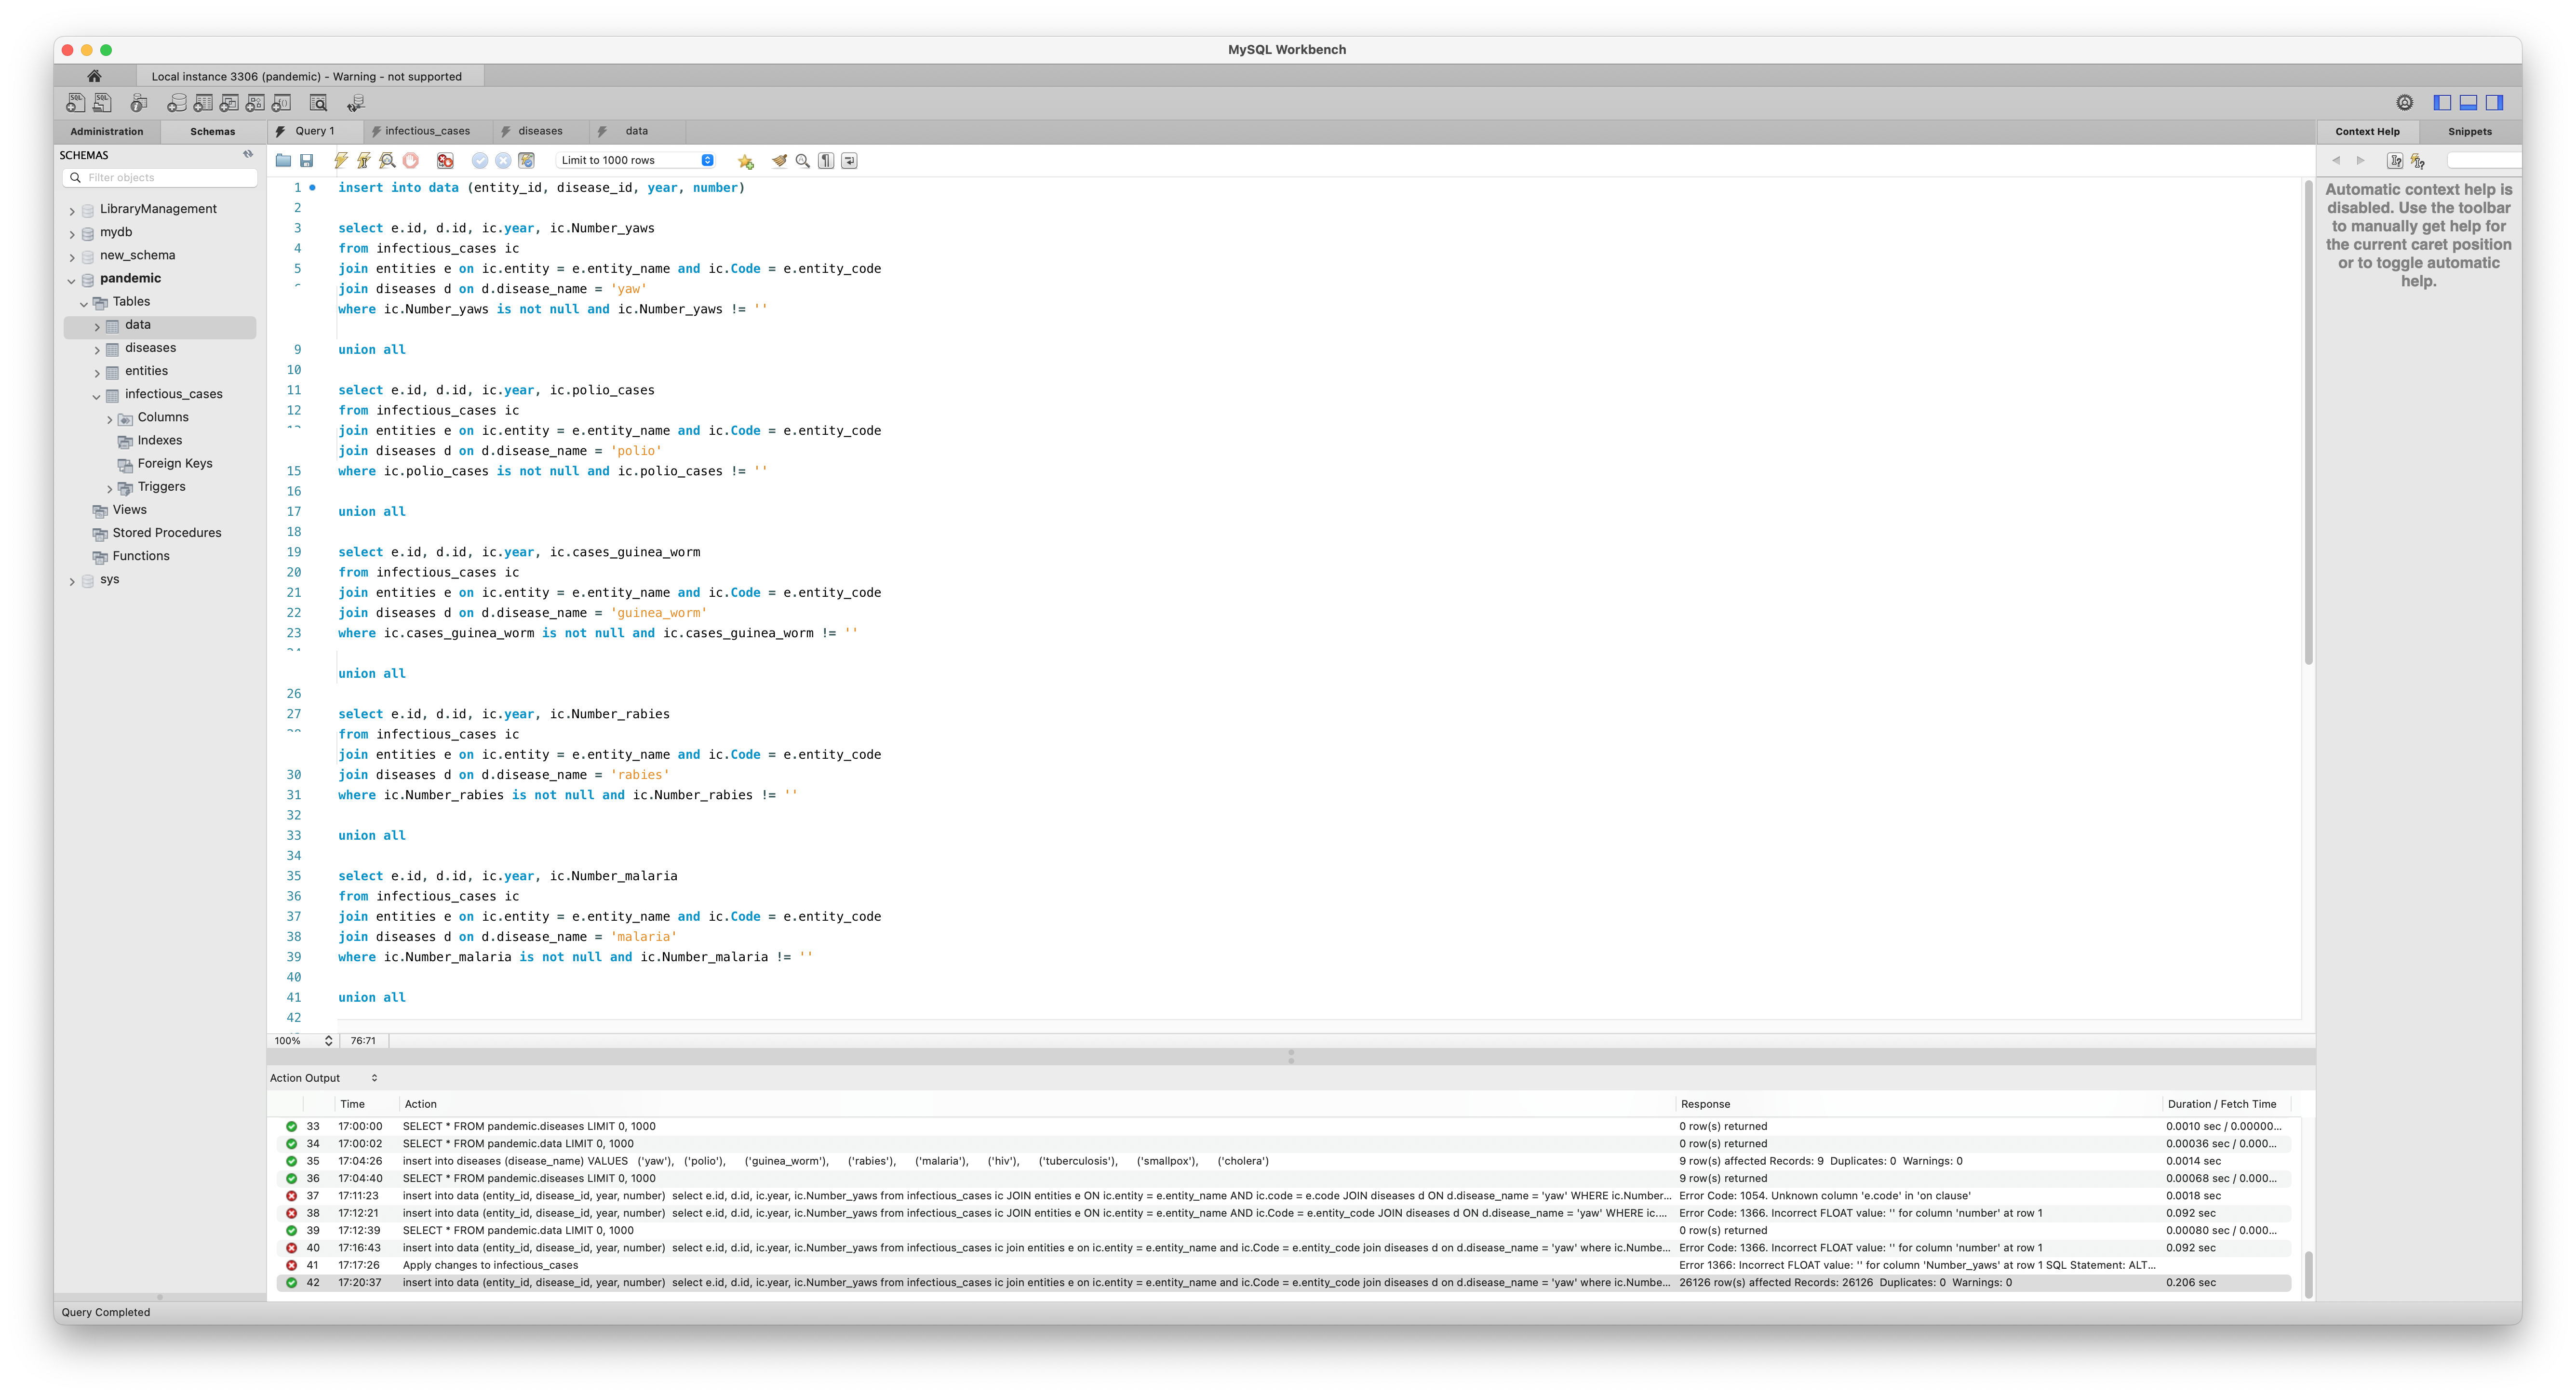 MySQL Workbench
Local instance 3306 (pandemic) - Warning - not supported
Administration
Schemas
Query 1
infectious_cases
diseases
data
Context Help
Snippets
SCHEMAS
Filter objects
LibraryManagement
mydb
new_schema
pandemic
Tables
data
diseases
entities
infectious_cases
Columns
Indexes
Foreign Keys
Triggers
Views
Stored Procedures
Functions
sys
Limit to 1000 rows
1 insert into data (entity_id, disease_id, year, number)
2
3 select e.id, d.id, ic.year, ic.Number_yaws
4 from infectious_cases ic
5 join entities e on ic.entity = e.entity_name and ic.Code = e.entity_code
join diseases d on d.disease_name = 'yaw'
where ic.Number_yaws is not null and ic.Number_yaws != ''
9 union all
10
11 select e.id, d.id, ic.year, ic.polio_cases
12 from infectious_cases ic
join entities e on ic.entity = e.entity_name and ic.Code = e.entity_code
join diseases d on d.disease_name = 'polio'
15 where ic.polio_cases is not null and ic.polio_cases != ''
16
17 union all
18
19 select e.id, d.id, ic.year, ic.cases_guinea_worm
20 from infectious_cases ic
21 join entities e on ic.entity = e.entity_name and ic.Code = e.entity_code
22 join diseases d on d.disease_name = 'guinea_worm'
23 where ic.cases_guinea_worm is not null and ic.cases_guinea_worm != ''
union all
26
27 select e.id, d.id, ic.year, ic.Number_rabies
from infectious_cases ic
join entities e on ic.entity = e.entity_name and ic.Code = e.entity_code
30 join diseases d on d.disease_name = 'rabies'
31 where ic.Number_rabies is not null and ic.Number_rabies != ''
32
33 union all
34
35 select e.id, d.id, ic.year, ic.Number_malaria
36 from infectious_cases ic
37 join entities e on ic.entity = e.entity_name and ic.Code = e.entity_code
38 join diseases d on d.disease_name = 'malaria'
39 where ic.Number_malaria is not null and ic.Number_malaria != ''
40
41 union all
42
Automatic context help is
disabled. Use the toolbar
to manually get help for
the current caret position
or to toggle automatic
help.
100% 76:71
Action Output
Time Action Response Duration / Fetch Time
33 17:00:00 SELECT * FROM pandemic.diseases LIMIT 0, 1000 0 row(s) returned 0.0010 sec / 0.00000...
34 17:00:02 SELECT * FROM pandemic.data LIMIT 0, 1000 0 row(s) returned 0.00036 sec / 0.000...
35 17:04:26 insert into diseases (disease_name) VALUES ('yaw'), ('polio'), ('guinea_worm'), ('rabies'), ('malaria'), ('hiv'), ('tuberculosis'), ('smallpox'), ('cholera') 9 row(s) affected Records: 9 Duplicates: 0 Warnings: 0 0.0014 sec
36 17:04:40 SELECT * FROM pandemic.diseases LIMIT 0, 1000 9 row(s) returned 0.00068 sec / 0.000...
37 17:11:23 insert into data (entity_id, disease_id, year, number) select e.id, d.id, ic.year, ic.Number_yaws from infectious_cases ic JOIN entities e ON ic.entity = e.entity_name AND ic.code = e.code JOIN diseases d ON d.disease_name = 'yaw' WHERE ic.Number... Error Code: 1054. Unknown column 'e.code' in 'on clause' 0.0018 sec
38 17:12:21 insert into data (entity_id, disease_id, year, number) select e.id, d.id, ic.year, ic.Number_yaws from infectious_cases ic JOIN entities e ON ic.entity = e.entity_name AND ic.Code = e.entity_code JOIN diseases d ON d.disease_name = 'yaw' WHERE ic.... Error Code: 1366. Incorrect FLOAT value: '' for column 'number' at row 1 0.092 sec
39 17:12:39 SELECT * FROM pandemic.data LIMIT 0, 1000 0 row(s) returned 0.00080 sec / 0.000...
40 17:16:43 insert into data (entity_id, disease_id, year, number) select e.id, d.id, ic.year, ic.Number_yaws from infectious_cases ic join entities e on ic.entity = e.entity_name and ic.Code = e.entity_code join diseases d on d.disease_name = 'yaw' where ic.Numbe... Error Code: 1366. Incorrect FLOAT value: '' for column 'number' at row 1 0.092 sec
41 17:17:26 Apply changes to infectious_cases Error 1366: Incorrect FLOAT value: '' for column 'Number_yaws' at row 1 SQL Statement: ALT...
42 17:20:37 insert into data (entity_id, disease_id, year, number) select e.id, d.id, ic.year, ic.Number_yaws from infectious_cases ic join entities e on ic.entity = e.entity_name and ic.Code = e.entity_code join diseases d on d.disease_name = 'yaw' where ic.Numbe... 26126 row(s) affected Records: 26126 Duplicates: 0 Warnings: 0 0.206 sec
Query Completed